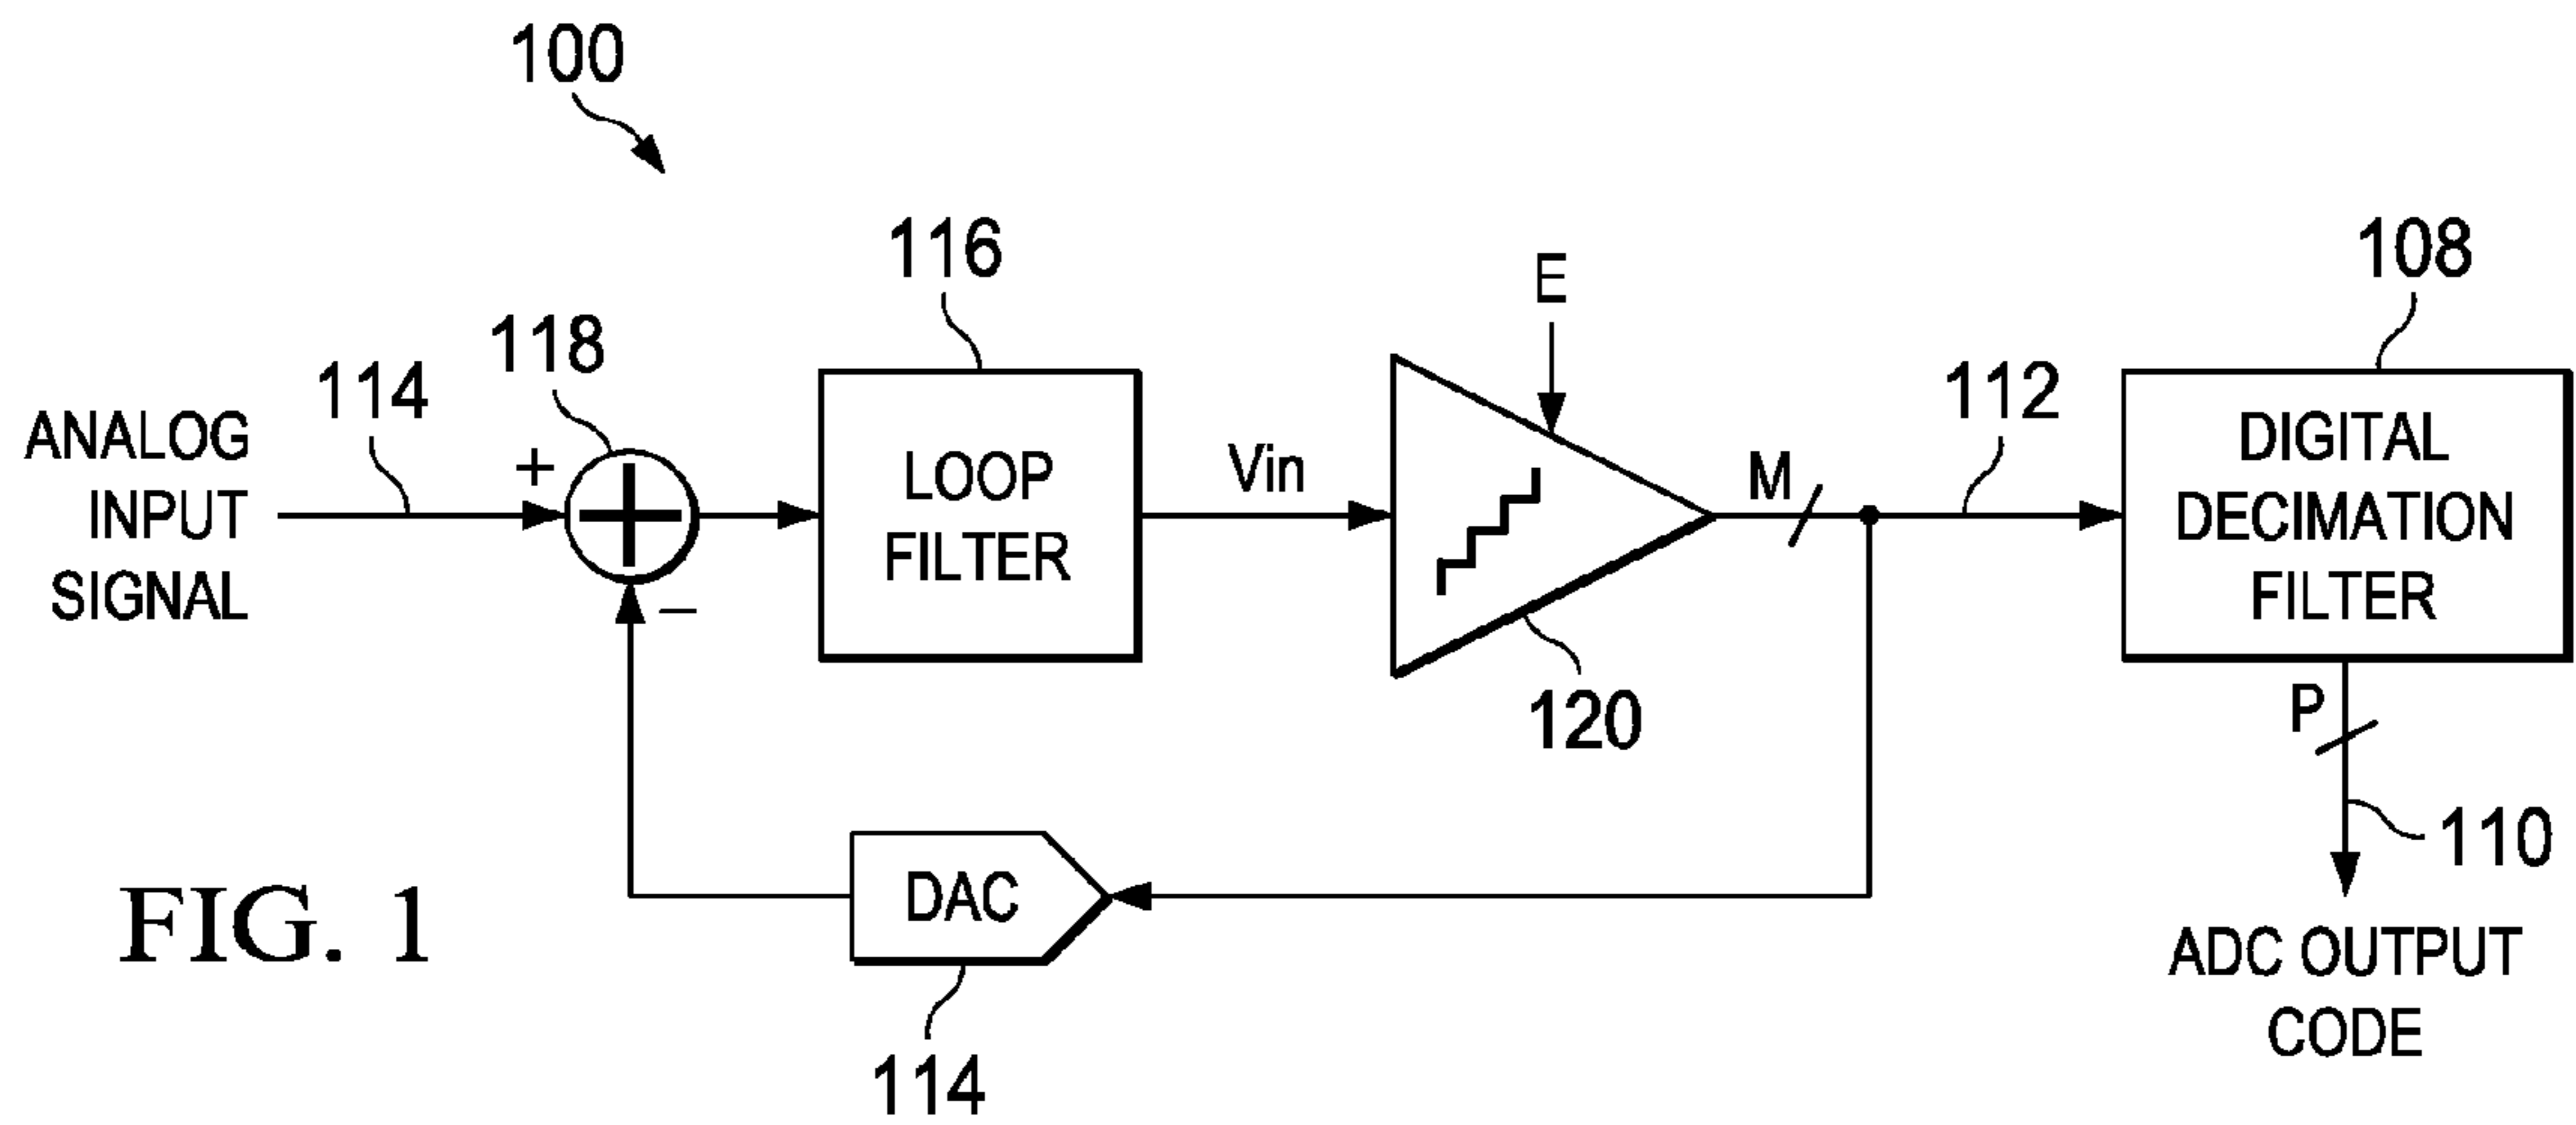 100
116
E
108
118
114
112
ANALOG
INPUT
SIGNAL
+
LOOP
FILTER
Vin
M
DIGITAL
DECIMATION
FILTER
−
120
P
110
DAC
FIG. 1
ADC OUTPUT
CODE
114